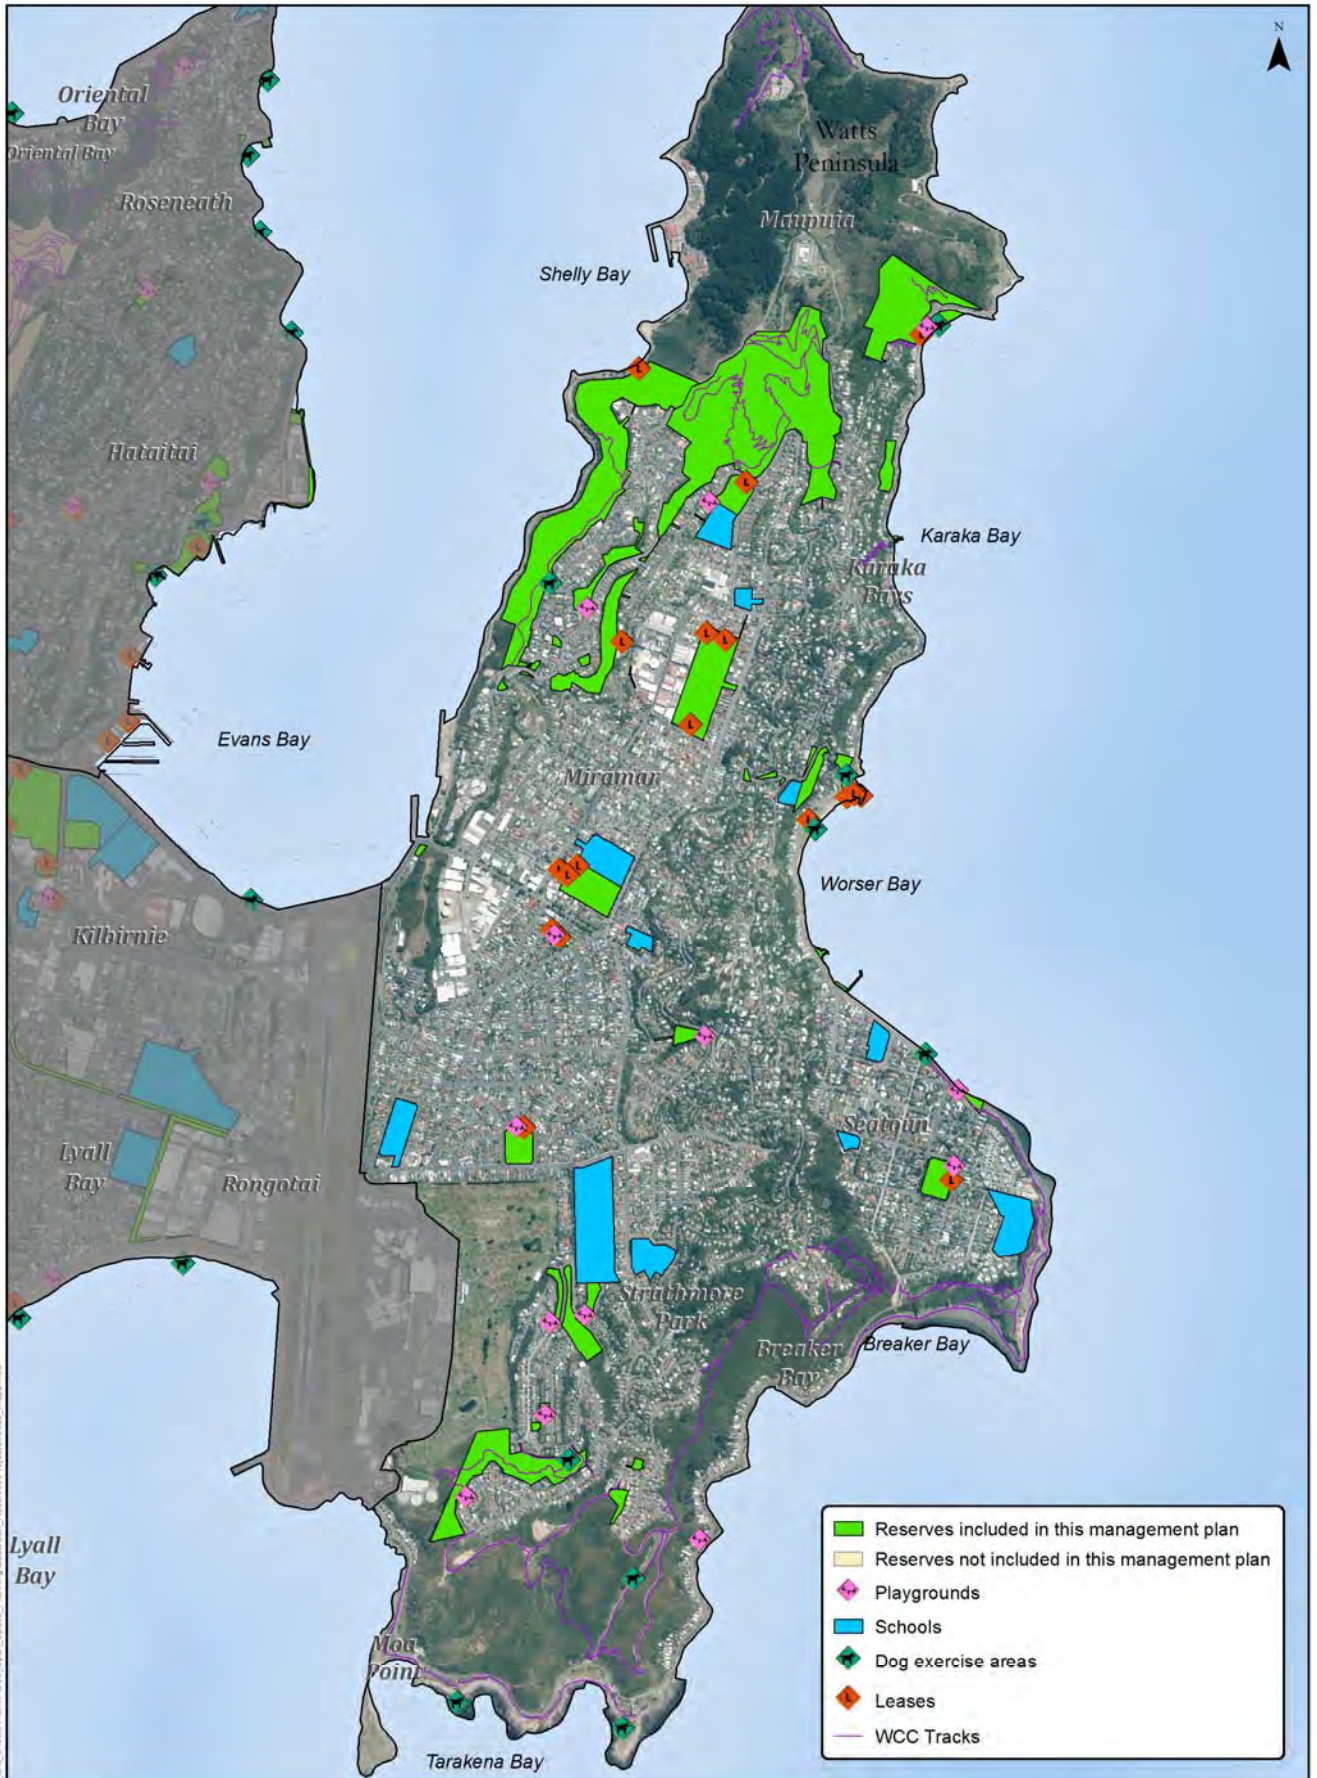 N
Oriental
Bay
Oriental Bay
Watts
Peninsula
Roseneath
Maupuia
Shelly Bay
Hataitai
Karaka Bay
Karaka
Bays
Evans Bay
Miramar
Worser Bay
Kilbirnie
Seatoun
Lyall
Bay
Rongotai
Strathmore
Park
Breaker
Bay
Breaker Bay
Lyall
Bay
Moa
Point
Tarakena Bay
Reserves included in this management plan
Reserves not included in this management plan
Playgrounds
Schools
Dog exercise areas
L
Leases
WCC Tracks